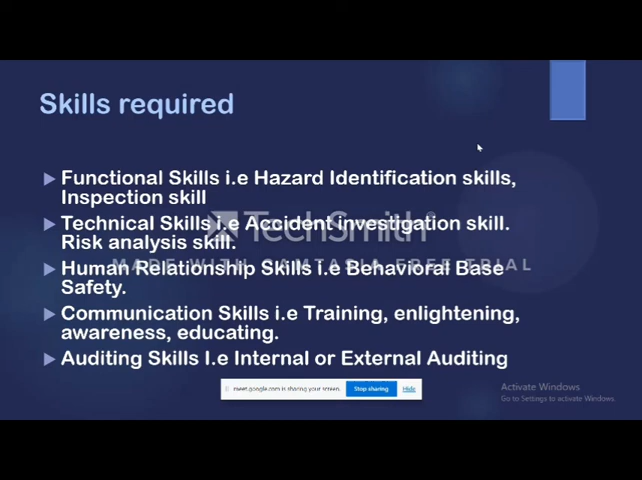 Skills required
Functional Skills i.e Hazard Identification skills,
Inspection skill
Technical Skills i.e Accident investigation skill.
Risk analysis skill.
TechSmith
MADE WITH CAMTASIA FREE TRIAL
Human Relationship Skills i.e Behavioral Base
Safety.
Communication Skills i.e Training, enlightening,
awareness, educating.
Auditing Skills I.e Internal or External Auditing
meet.google.com is sharing your screen. Stop sharing Hide
Activate Windows
Go to Settings to activate Windows.